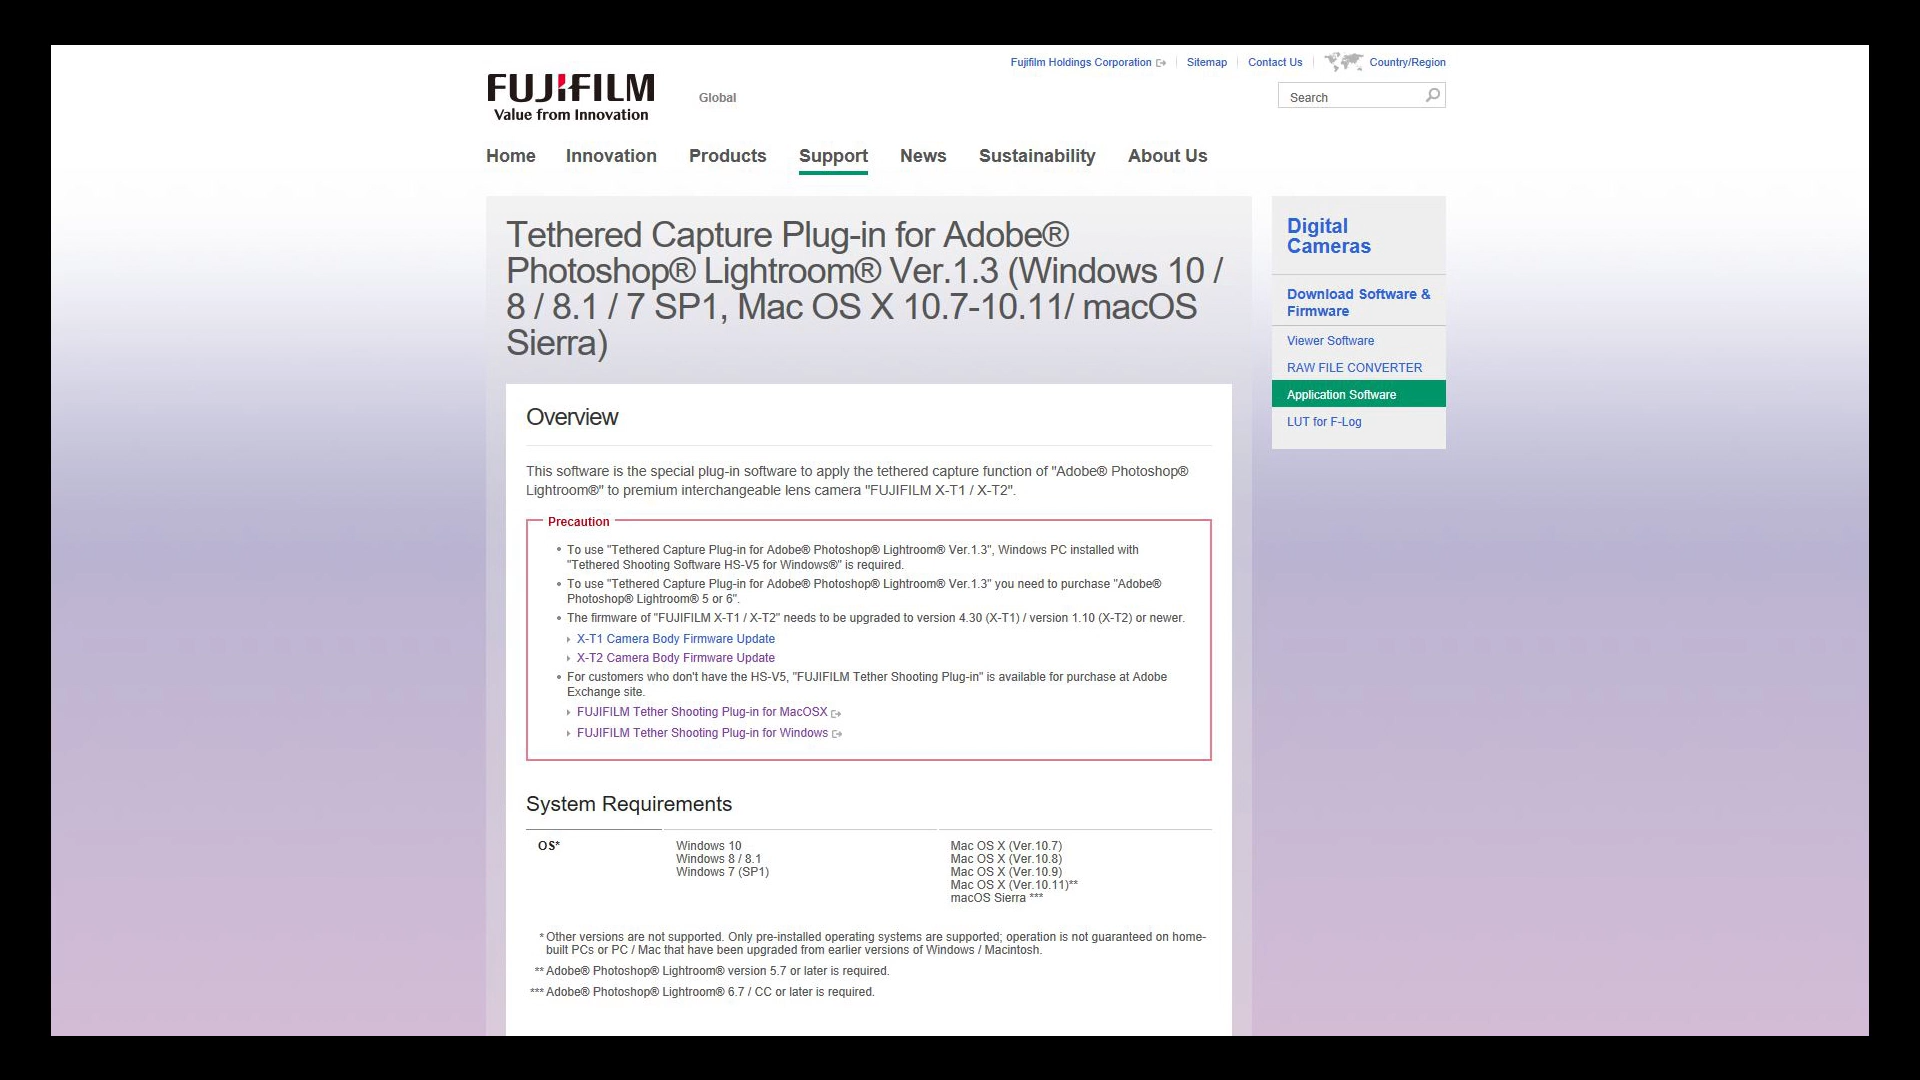 Fujifilm Holdings Corporation
Sitemap
Contact Us
Country/Region
FUJIFILM
Value from Innovation
Global
Search
Home
Innovation
Products
Support
News
Sustainability
About Us
Tethered Capture Plug-in for Adobe®
Photoshop® Lightroom® Ver.1.3 (Windows 10 /
8 / 8.1 / 7 SP1, Mac OS X 10.7-10.11/ macOS
Sierra)
Digital
Cameras
Download Software &
Firmware
Viewer Software
RAW FILE CONVERTER
Application Software
LUT for F-Log
Overview
This software is the special plug-in software to apply the tethered capture function of "Adobe® Photoshop®
Lightroom®" to premium interchangeable lens camera "FUJIFILM X-T1 / X-T2".
Precaution
• To use "Tethered Capture Plug-in for Adobe® Photoshop® Lightroom® Ver.1.3", Windows PC installed with
"Tethered Shooting Software HS-V5 for Windows®" is required.
• To use "Tethered Capture Plug-in for Adobe® Photoshop® Lightroom® Ver.1.3" you need to purchase "Adobe®
Photoshop® Lightroom® 5 or 6".
• The firmware of "FUJIFILM X-T1 / X-T2" needs to be upgraded to version 4.30 (X-T1) / version 1.10 (X-T2) or newer.
X-T1 Camera Body Firmware Update
X-T2 Camera Body Firmware Update
• For customers who don't have the HS-V5, "FUJIFILM Tether Shooting Plug-in" is available for purchase at Adobe
Exchange site.
FUJIFILM Tether Shooting Plug-in for MacOSX
FUJIFILM Tether Shooting Plug-in for Windows
System Requirements
OS*
Windows 10
Windows 8 / 8.1
Windows 7 (SP1)
Mac OS X (Ver.10.7)
Mac OS X (Ver.10.8)
Mac OS X (Ver.10.9)
Mac OS X (Ver.10.11)**
macOS Sierra ***
* Other versions are not supported. Only pre-installed operating systems are supported; operation is not guaranteed on home-
built PCs or PC / Mac that have been upgraded from earlier versions of Windows / Macintosh.
** Adobe® Photoshop® Lightroom® version 5.7 or later is required.
*** Adobe® Photoshop® Lightroom® 6.7 / CC or later is required.